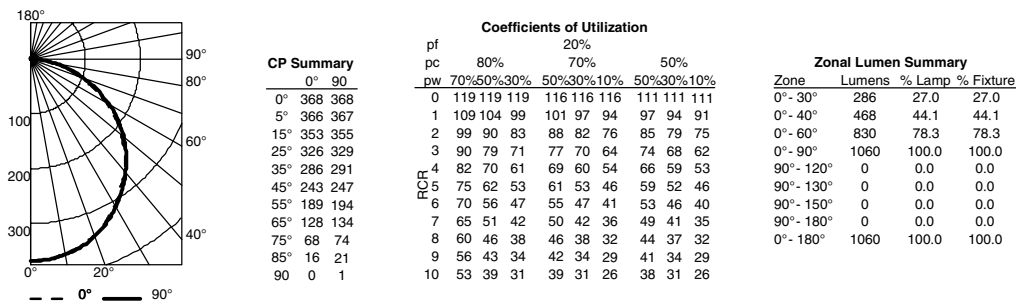 180°
90°
80°
100
60°
200
300
40°
0°
20°
0° 90°
CP Summary
0° 90
0° 368 368
5° 366 367
15° 353 355
25° 326 329
35° 286 291
45° 243 247
55° 189 194
65° 128 134
75° 68 74
85° 16 21
90 0 1
Coefficients of Utilization
pf 20%
pc 80% 70% 50%
pw 70%50%30% 50%30%10% 50%30%10%
RCR
0 119 119 119 116 116 116 111 111 111
1 109 104 99 101 97 94 97 94 91
2 99 90 83 88 82 76 85 79 75
3 90 79 71 77 70 64 74 68 62
4 82 70 61 69 60 54 66 59 53
5 75 62 53 61 53 46 59 52 46
6 70 56 47 55 47 41 53 46 40
7 65 51 42 50 42 36 49 41 35
8 60 46 38 46 38 32 44 37 32
9 56 43 34 42 34 29 41 34 29
10 53 39 31 39 31 26 38 31 26
Zonal Lumen Summary
Zone Lumens % Lamp % Fixture
0°- 30° 286 27.0 27.0
0°- 40° 468 44.1 44.1
0°- 60° 830 78.3 78.3
0°- 90° 1060 100.0 100.0
90°- 120° 0 0.0 0.0
90°- 130° 0 0.0 0.0
90°- 150° 0 0.0 0.0
90°- 180° 0 0.0 0.0
0°- 180° 1060 100.0 100.0